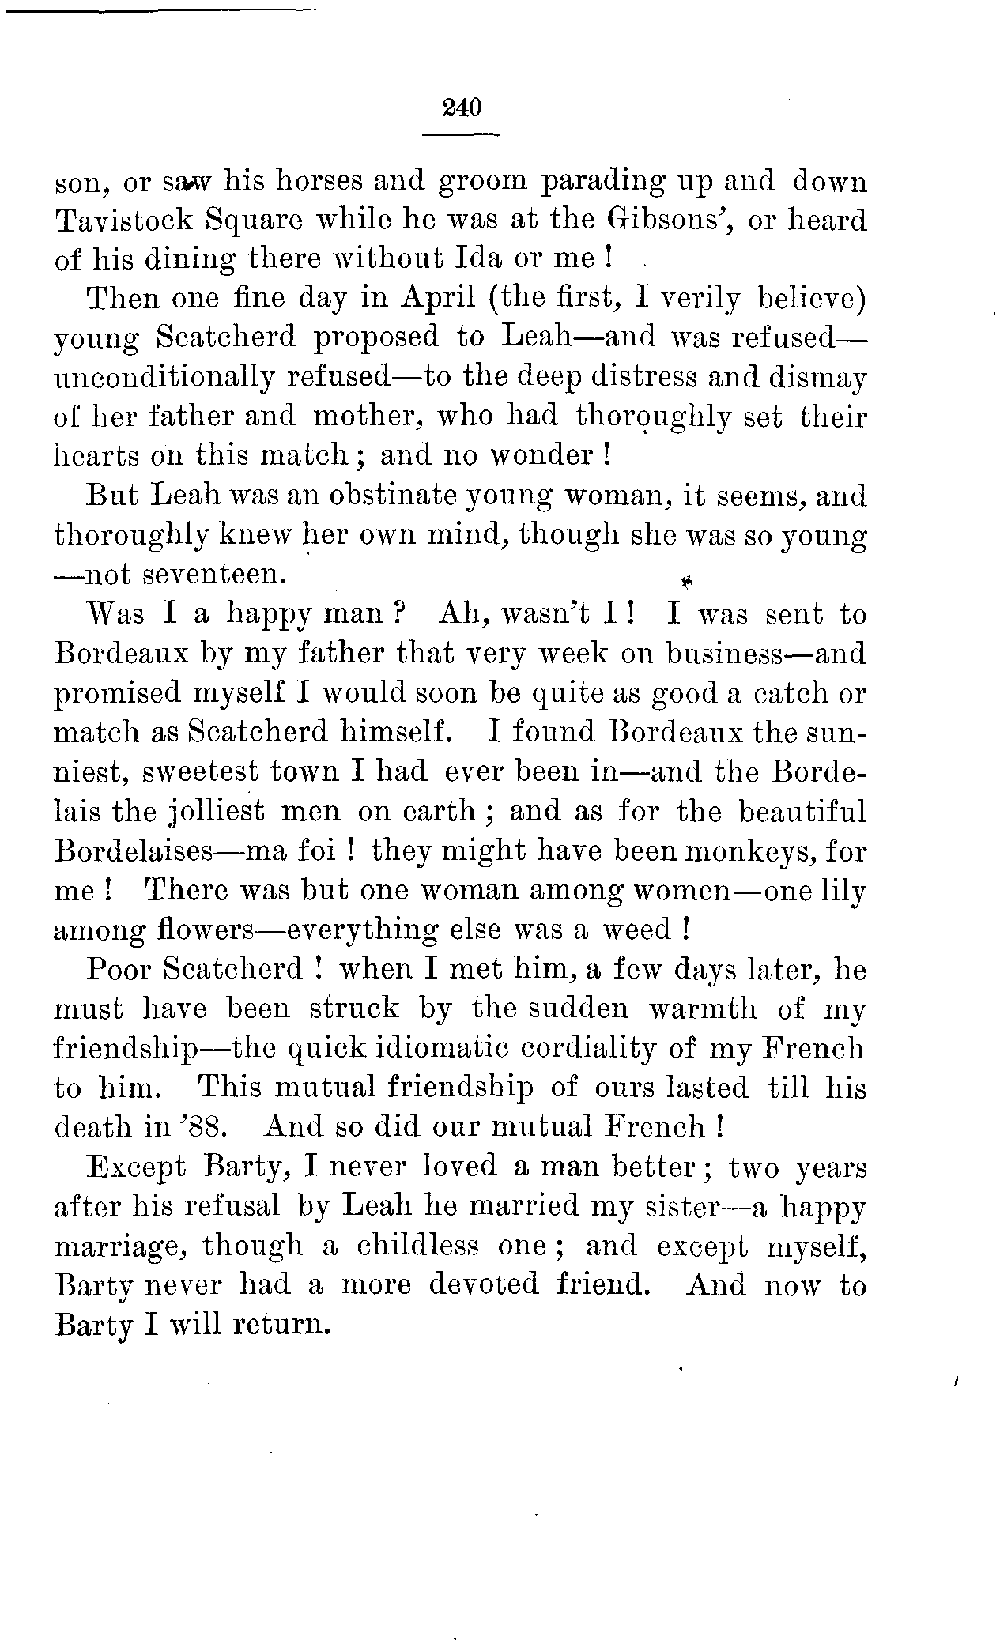 240
son, or saw his horses and groom parading up and down
Tavistock Square while he was at the Gibsons', or heard
of his dining there without Ida or me !
Then one fine day in April (the first, I verily believe)
young Scatcherd proposed to Leah—and was refused—
unconditionally refused—to the deep distress and dismay
of her father and mother, who had thoroughly set their
hearts on this match ; and no wonder !
But Leah was an obstinate young woman, it seems, and
thoroughly knew her own mind, though she was so young
—not seventeen.
Was I a happy man ? Ah, wasn't I ! I was sent to
Bordeaux by my father that very week on business—and
promised myself I would soon be quite as good a catch or
match as Scatcherd himself. I found Bordeaux the sun-
niest, sweetest town I had ever been in—and the Borde-
lais the jolliest men on earth ; and as for the beautiful
Bordelaises—ma foi ! they might have been monkeys, for
me ! There was but one woman among women—one lily
among flowers—everything else was a weed !
Poor Scatcherd ! when I met him, a few days later, he
must have been struck by the sudden warmth of my
friendship—the quick idiomatic cordiality of my French
to him. This mutual friendship of ours lasted till his
death in '88. And so did our mutual French !
Except Barty, I never loved a man better ; two years
after his refusal by Leah he married my sister—a happy
marriage, though a childless one ; and except myself,
Barty never had a more devoted friend. And now to
Barty I will return.